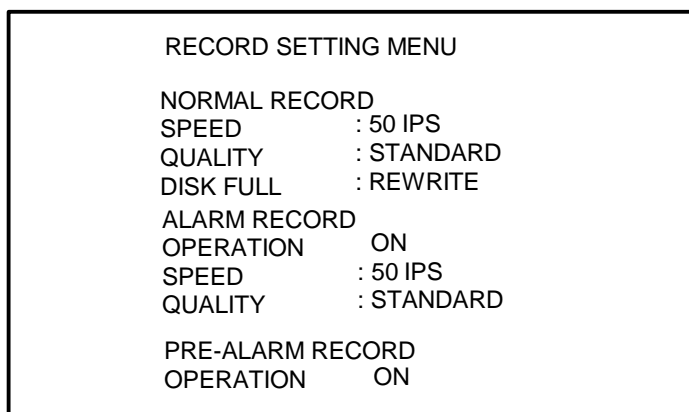 RECORD SETTING MENU
NORMAL RECORD
SPEED : 50 IPS
QUALITY : STANDARD
DISK FULL : REWRITE
ALARM RECORD
OPERATION ON
SPEED : 50 IPS
QUALITY : STANDARD
PRE-ALARM RECORD
OPERATION ON